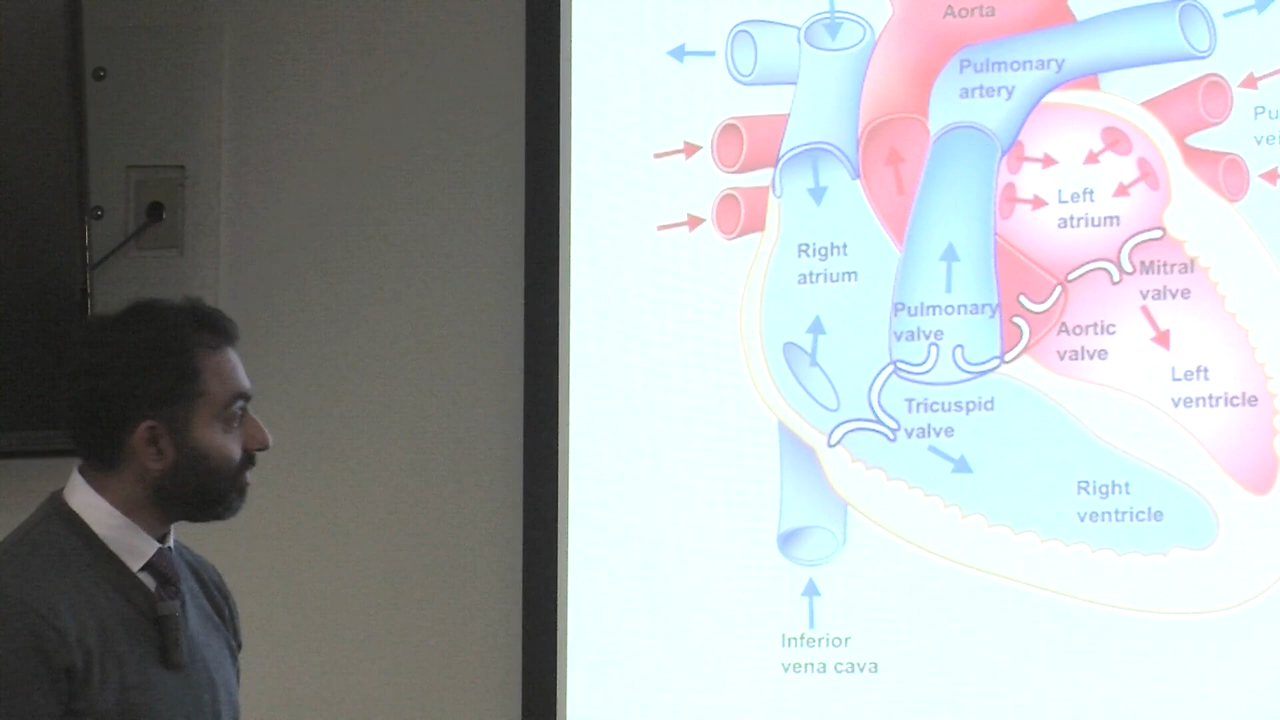 Aorta
Pulmonary
artery
Pu
Left
atrium
Right
atrium
Mitral
valve
Pulmonary
valve
Aortic
valve
Left
ventricle
Tricuspid
valve
Right
ventricle
Inferior
vena cava